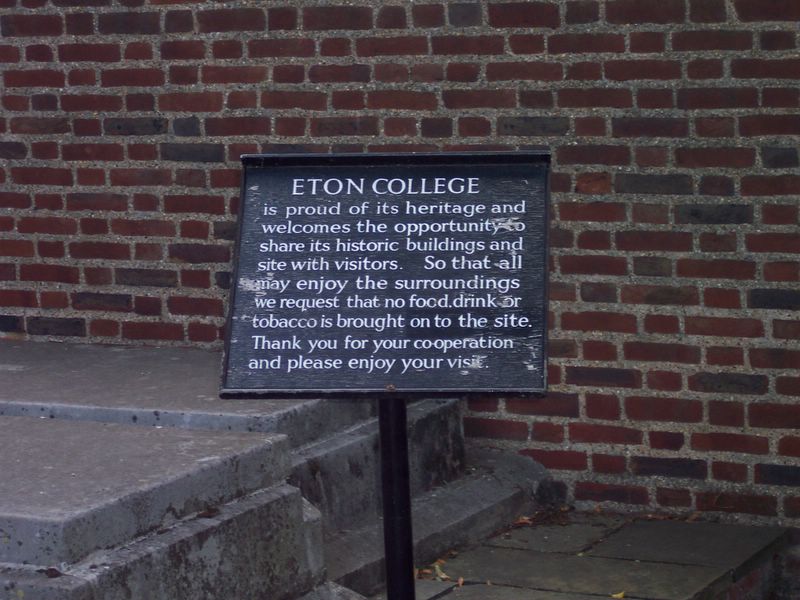 ETON COLLEGE
is proud of its heritage and
welcomes the opportunity to
share its historic buildings and
site with visitors. So that all
may enjoy the surroundings
we request that no food,drink or
tobacco is brought on to the site.
Thank you for your co-operation
and please enjoy your visit.